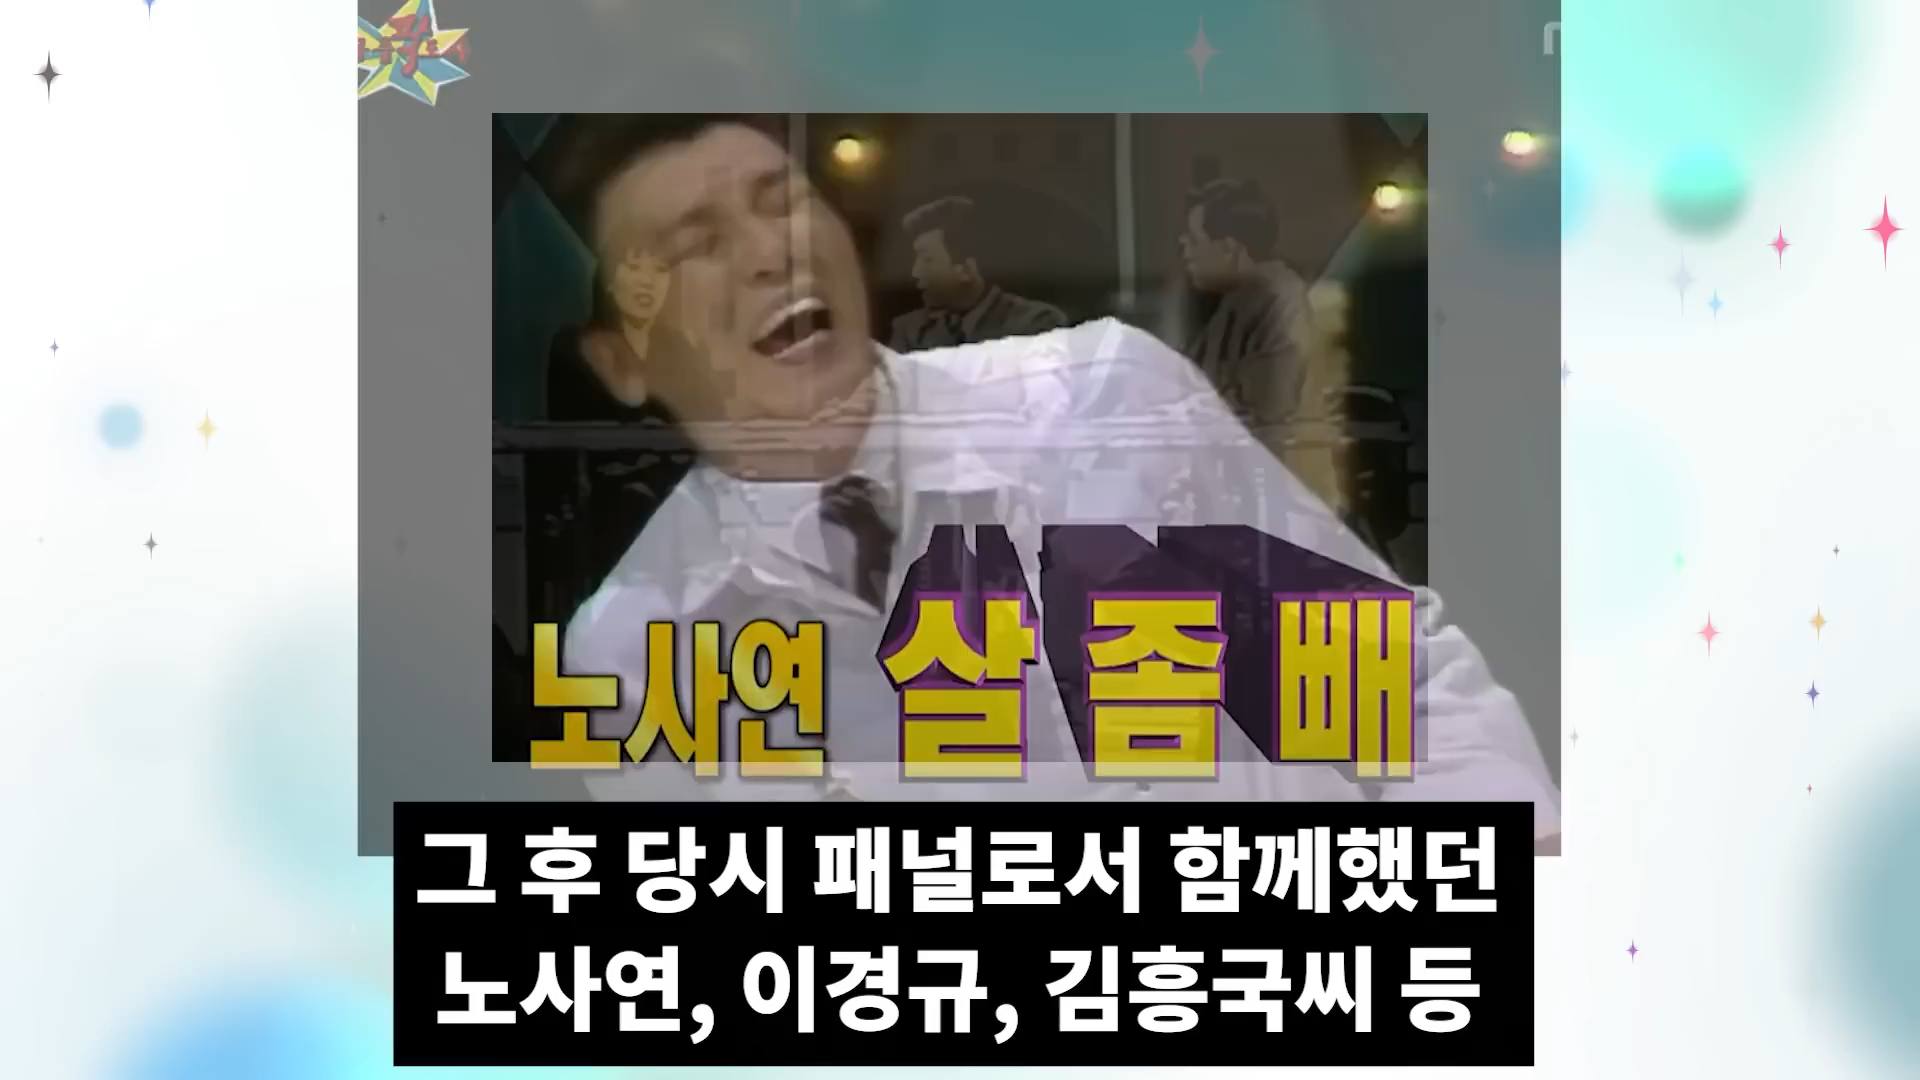 노사연 살 좀 빼
그 후 당시 패널로서 함께했던
노사연, 이경규, 김흥국씨 등